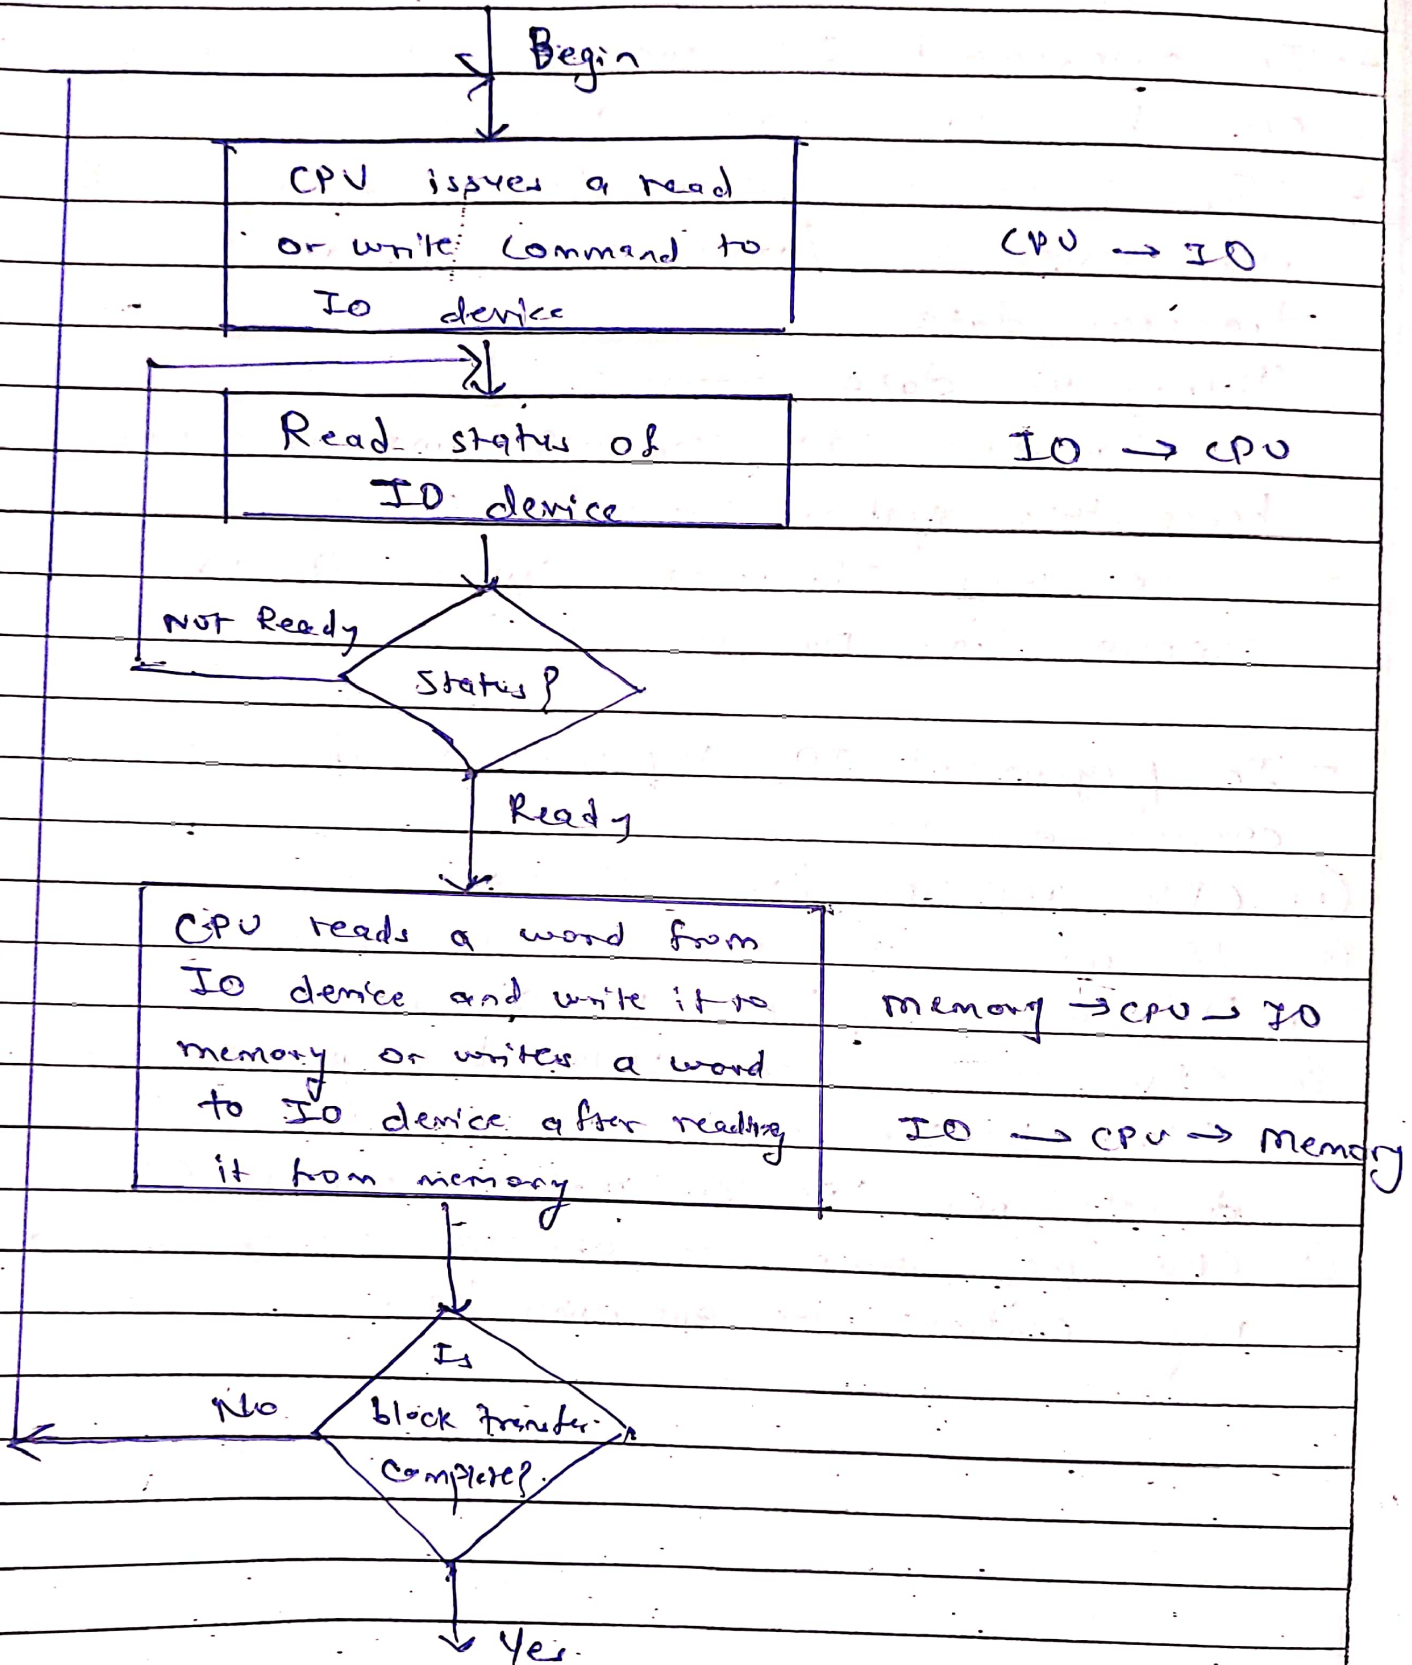 Begin
CPU issues a read
or write command to
IO device
CPU → IO
Read status of
IO device
IO → CPU
NOT Ready
Status?
Ready
CPU reads a word from
IO device and write it to
memory or writes a word
to IO device after reading
it from memory
memory → CPU → IO
IO → CPU → Memory
Is
block transfer
complete?
No
Yes.